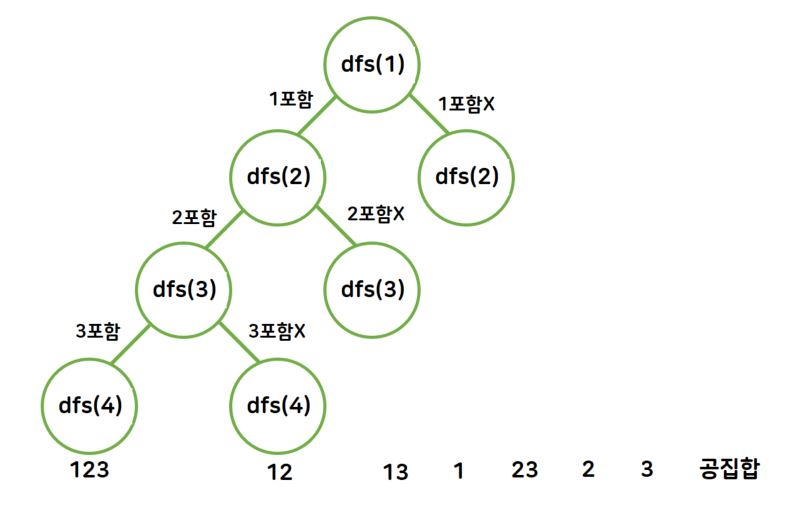 dfs(1)
1포함
1포함X
dfs(2)
dfs(2)
2포함
2포함X
dfs(3)
dfs(3)
3포함
3포함X
dfs(4)
dfs(4)
123
12
13
1
23
2
3
공집합